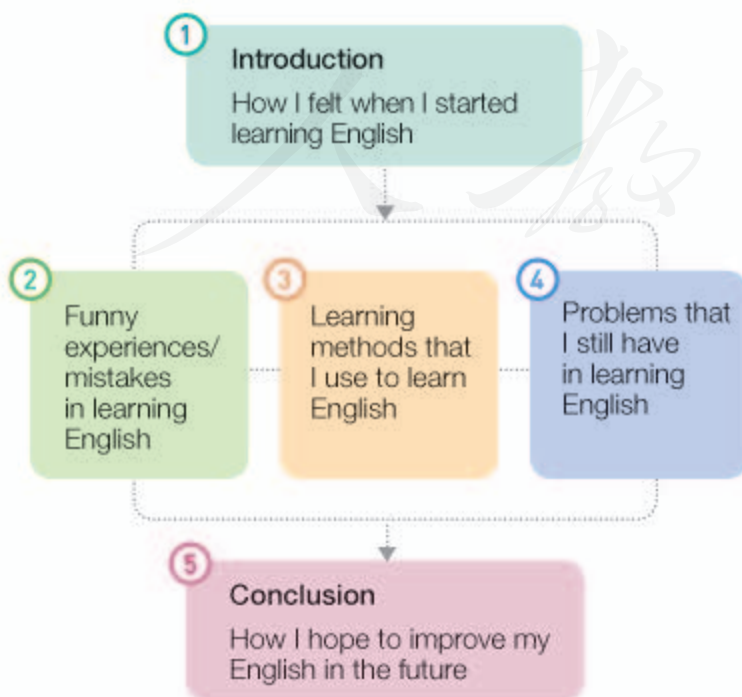 1
Introduction
How I felt when I started
learning English
2
Funny
experiences/
mistakes
in learning
English
3
Learning
methods that
I use to learn
English
4
Problems that
I still have
in learning
English
5
Conclusion
How I hope to improve my
English in the future
人教